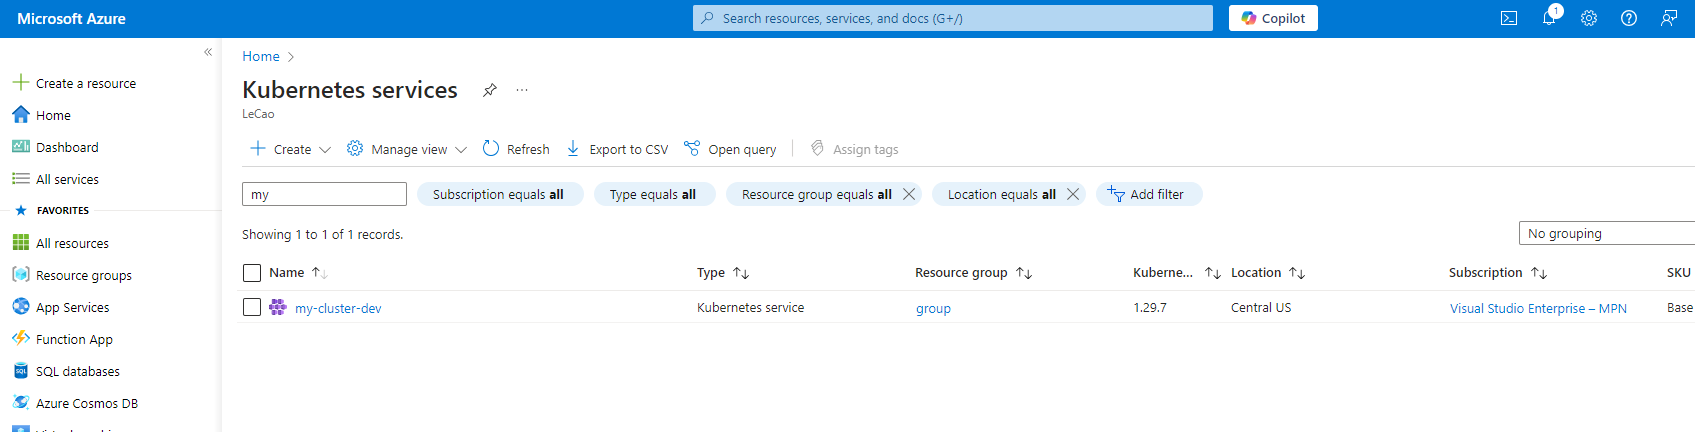 Microsoft Azure
Search resources, services, and docs (G+/)
Copilot
1
Create a resource
Home
Dashboard
All services
FAVORITES
All resources
Resource groups
App Services
Function App
SQL databases
Azure Cosmos DB
Home
Kubernetes services
LeCao
Create
Manage view
Refresh
Export to CSV
Open query
Assign tags
my
Subscription equals all
Type equals all
Resource group equals all
Location equals all
Add filter
Showing 1 to 1 of 1 records.
No grouping
Name Type Resource group Kuberne... Location Subscription SKU
my-cluster-dev Kubernetes service group 1.29.7 Central US Visual Studio Enterprise – MPN Base